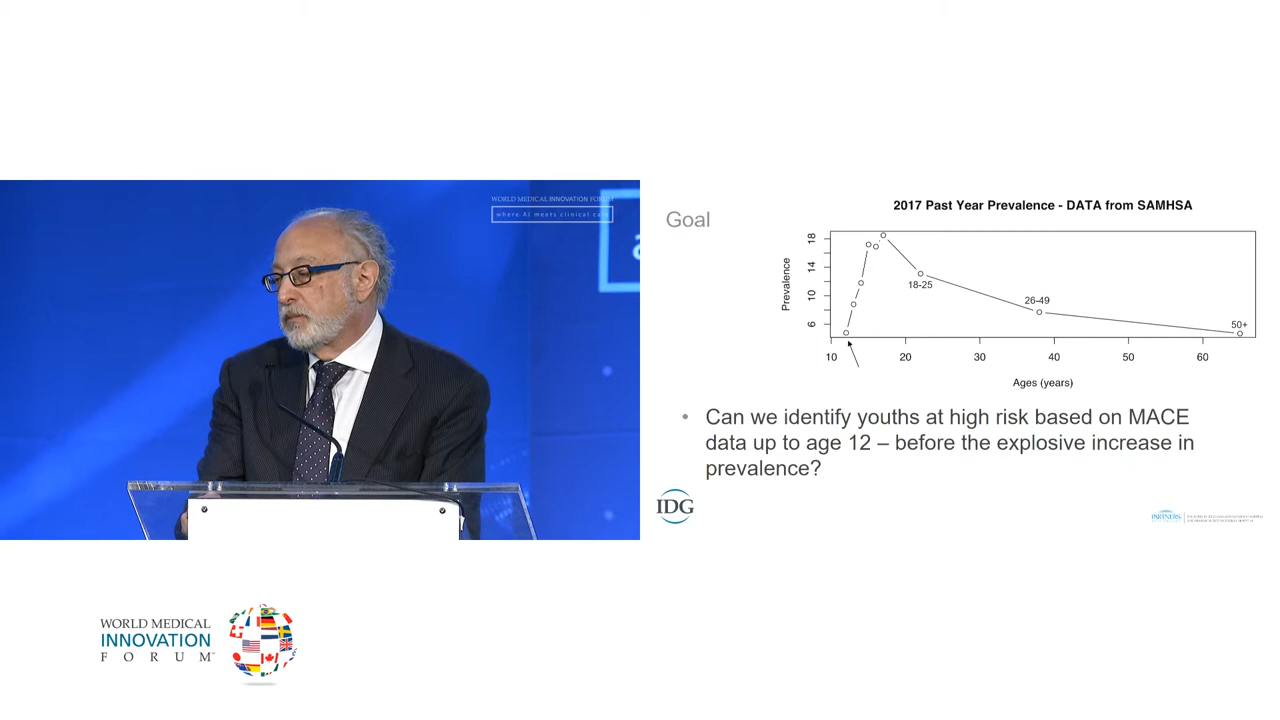 WORLD MEDICAL INNOVATION FORUM
where AI meets clinical care
a
Goal
2017 Past Year Prevalence - DATA from SAMHSA
Prevalence
18
14
10
6
18-25
26-49
50+
10 20 30 40 50 60
Ages (years)
• Can we identify youths at high risk based on MACE
data up to age 12 – before the explosive increase in
prevalence?
IDG
PARTNERS
WORLD MEDICAL
INNOVATION
FORUM